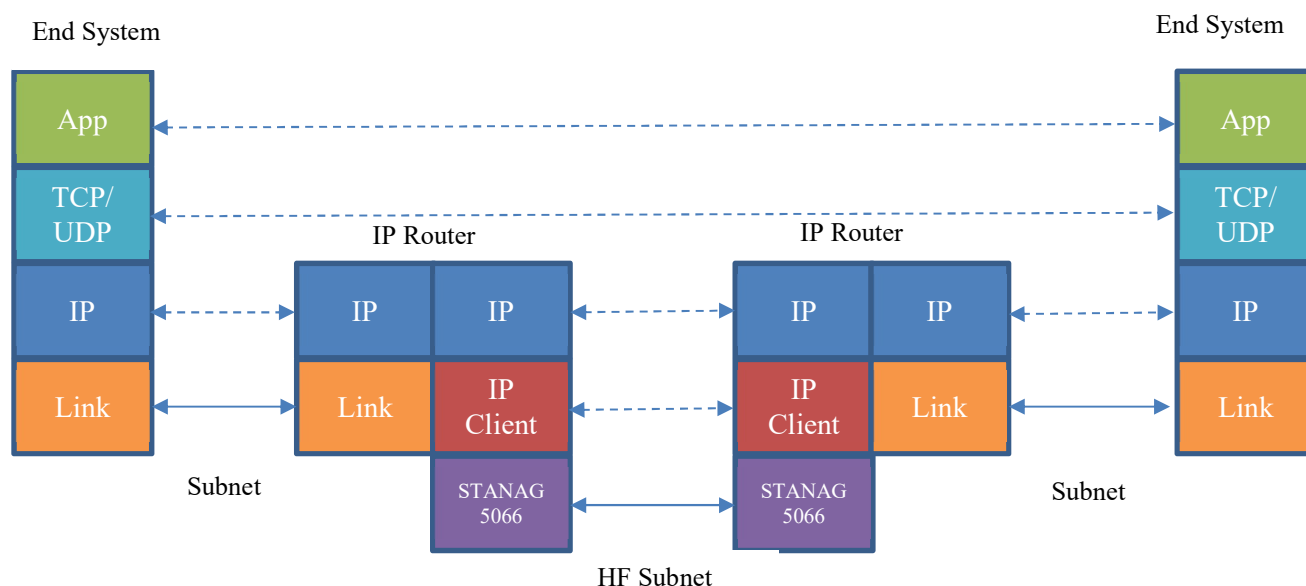 End System
End System
App
App
TCP/
UDP
TCP/
UDP
IP Router
IP Router
IP
IP
IP
IP
IP
IP
Link
Link
IP
Client
IP
Client
Link
Link
Subnet
STANAG
5066
STANAG
5066
Subnet
HF Subnet